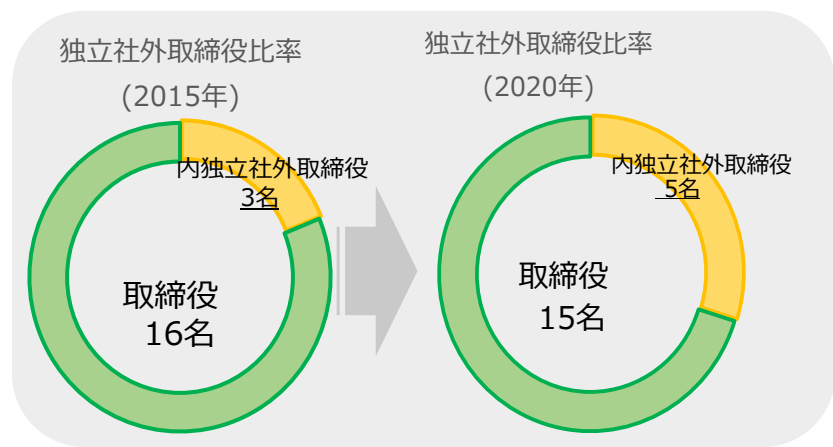 独立社外取締役比率
(2015年)
内独立社外取締役
3名
取締役
16名
独立社外取締役比率
(2020年)
内独立社外取締役
5名
取締役
15名